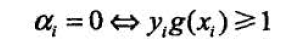 αᵢ = 0 ⇔ yᵢg(xᵢ) ⩾ 1